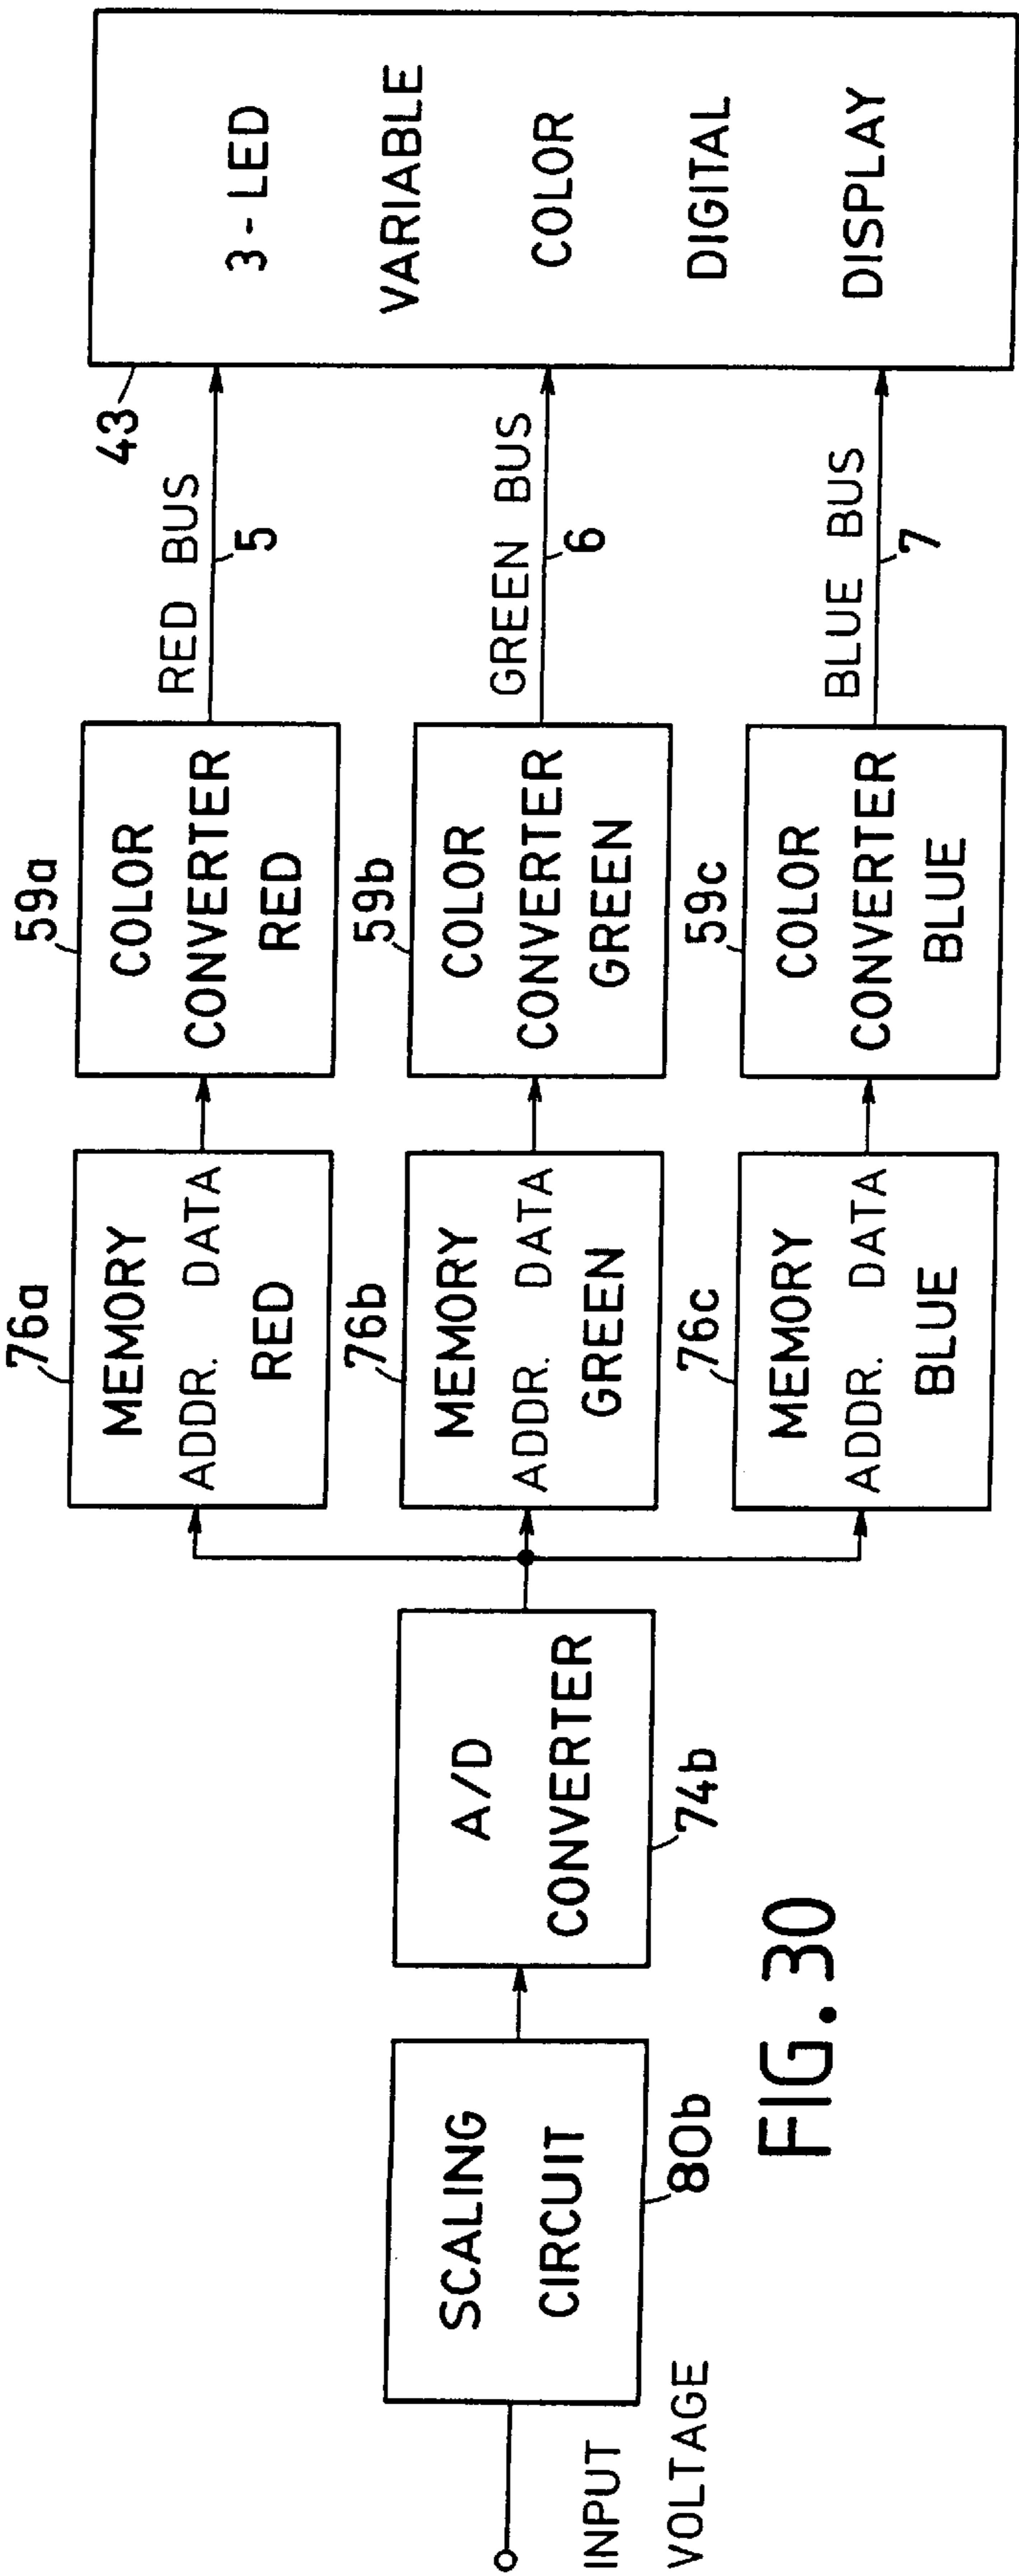 INPUT
VOLTAGE
SCALING
CIRCUIT
80b
A/D
CONVERTER
74b
76a
MEMORY
ADDR. DATA
RED
76b
MEMORY
ADDR. DATA
GREEN
76c
MEMORY
ADDR. DATA
BLUE
59a
COLOR
CONVERTER
RED
59b
COLOR
CONVERTER
GREEN
59c
COLOR
CONVERTER
BLUE
RED BUS
5
GREEN BUS
6
BLUE BUS
7
43
3-LED
VARIABLE
COLOR
DIGITAL
DISPLAY
FIG. 30